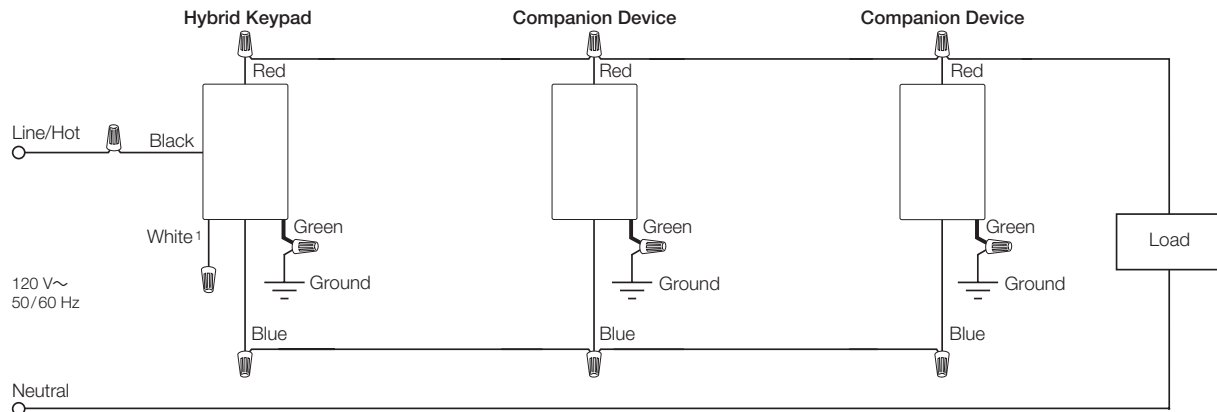 Hybrid Keypad
Companion Device
Companion Device
Red
Red
Red
Line/Hot
Black
White 1
Green
Green
Green
Load
Ground
Ground
Ground
120 V~
50/60 Hz
Blue
Blue
Blue
Neutral